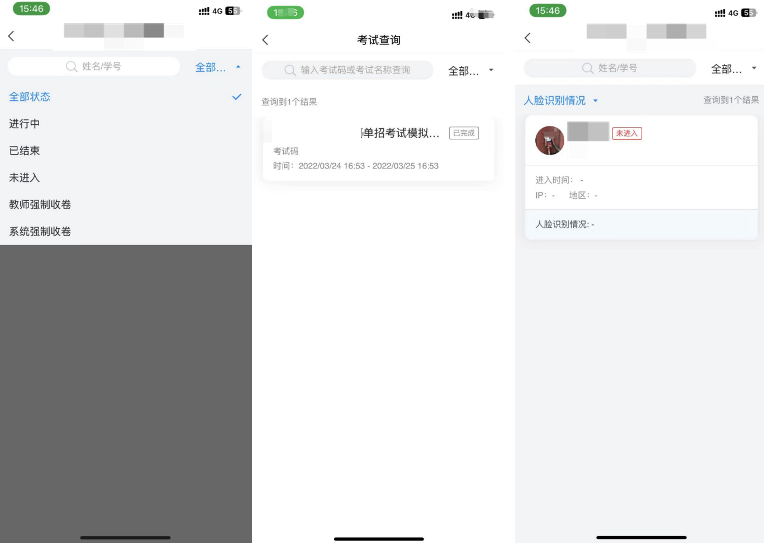 15:46
4G
姓名/学号
全部...
全部状态
进行中
已结束
未进入
教师强制收卷
系统强制收卷
考试查询
输入考试码或考试名称查询
全部...
查询到1个结果
单招考试模拟...
已完成
考试码
时间：2022/03/24 16:53 - 2022/03/25 16:53
15:46
4G
姓名/学号
全部...
人脸识别情况
查询到1个结果
未进入
进入时间： -
IP：-
地区：-
人脸识别情况: -